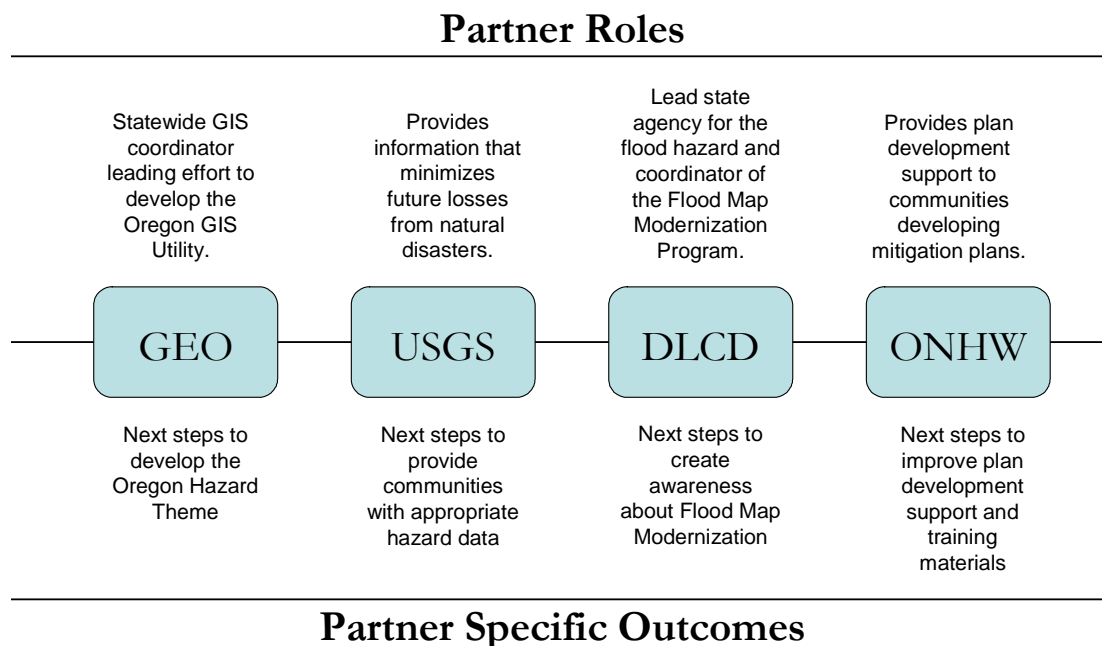 Partner Roles
Statewide GIS
coordinator
leading effort to
develop the
Oregon GIS
Utility.
Provides
information that
minimizes
future losses
from natural
disasters.
Lead state
agency for the
flood hazard and
coordinator of
the Flood Map
Modernization
Program.
Provides plan
development
support to
communities
developing
mitigation plans.
GEO
USGS
DLCD
ONHW
Next steps to
develop the
Oregon Hazard
Theme
Next steps to
provide
communities
with appropriate
hazard data
Next steps to
create
awareness
about Flood Map
Modernization
Next steps to
improve plan
development
support and
training
materials
Partner Specific Outcomes